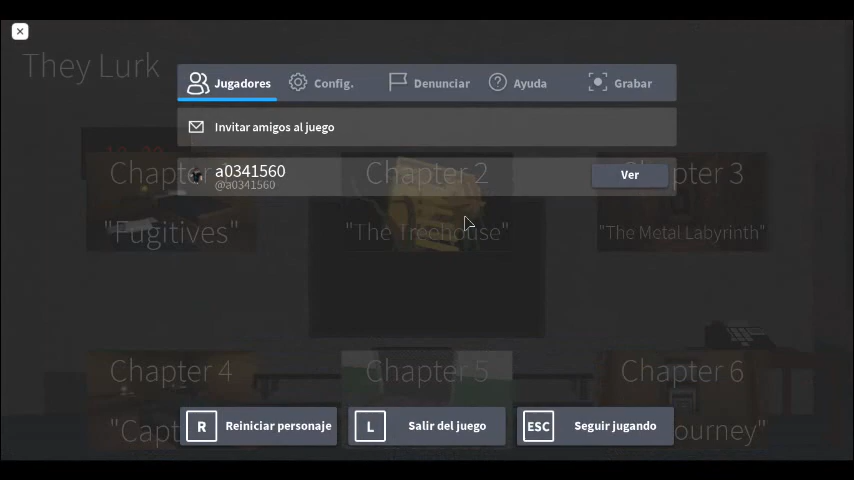 They Lurk
Jugadores
Config.
Denunciar
Ayuda
Grabar
Invitar amigos al juego
a0341560
@a0341560
Ver
Chapter
Chapter 2
Chapter 3
"Fugitives"
"The Treehouse"
"The Metal Labyrinth"
Chapter 4
Chapter 5
Chapter 6
R
Reiniciar personaje
L
Salir del juego
ESC
Seguir jugando